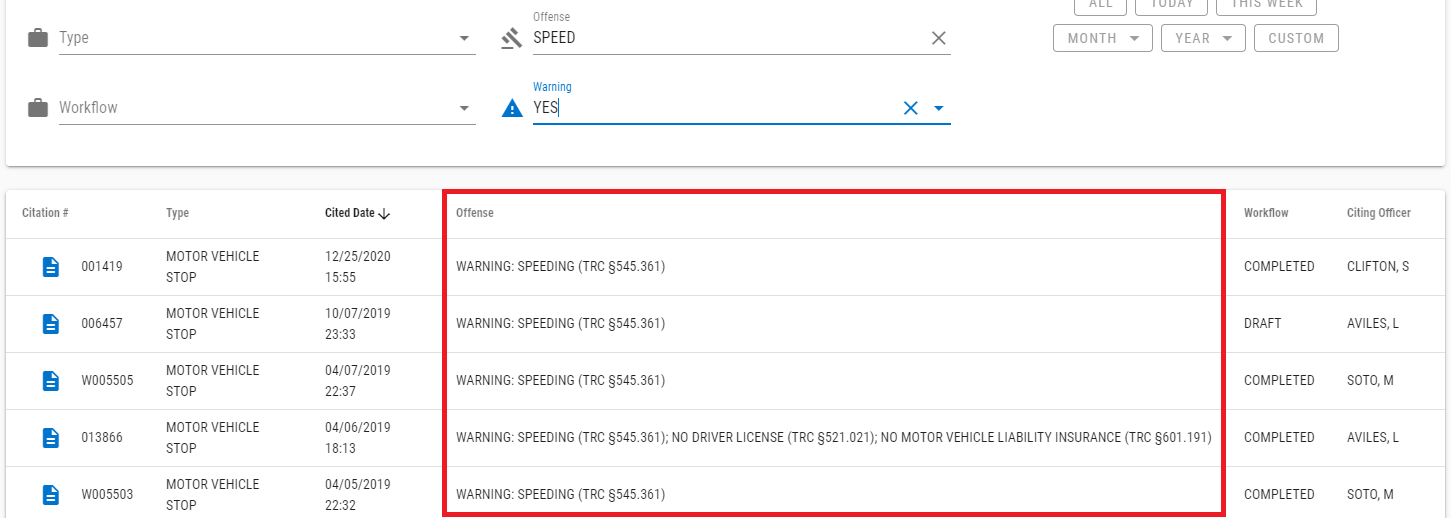 ALL TODAY THIS WEEK
Type
Offense
SPEED
MONTH YEAR CUSTOM
Workflow
Warning
YES
Citation # Type Cited Date Offense Workflow Citing Officer
001419 MOTOR VEHICLE STOP 12/25/2020 15:55 WARNING: SPEEDING (TRC §545.361) COMPLETED CLIFTON, S
006457 MOTOR VEHICLE STOP 10/07/2019 23:33 WARNING: SPEEDING (TRC §545.361) DRAFT AVILES, L
W005505 MOTOR VEHICLE STOP 04/07/2019 22:37 WARNING: SPEEDING (TRC §545.361) COMPLETED SOTO, M
013866 MOTOR VEHICLE STOP 04/06/2019 18:13 WARNING: SPEEDING (TRC §545.361); NO DRIVER LICENSE (TRC §521.021); NO MOTOR VEHICLE LIABILITY INSURANCE (TRC §601.191) COMPLETED AVILES, L
W005503 MOTOR VEHICLE STOP 04/05/2019 22:32 WARNING: SPEEDING (TRC §545.361) COMPLETED SOTO, M